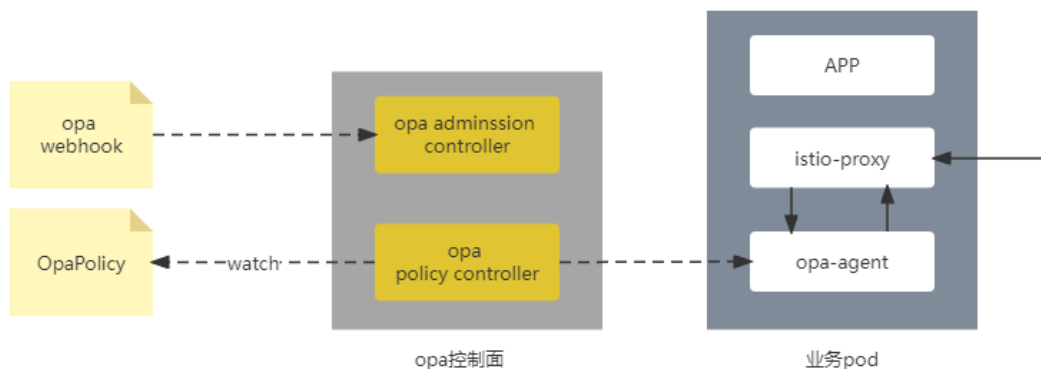 opa
webhook
OpaPolicy
watch
opa adminssion
controller
opa
policy controller
opa控制面
APP
istio-proxy
opa-agent
业务pod